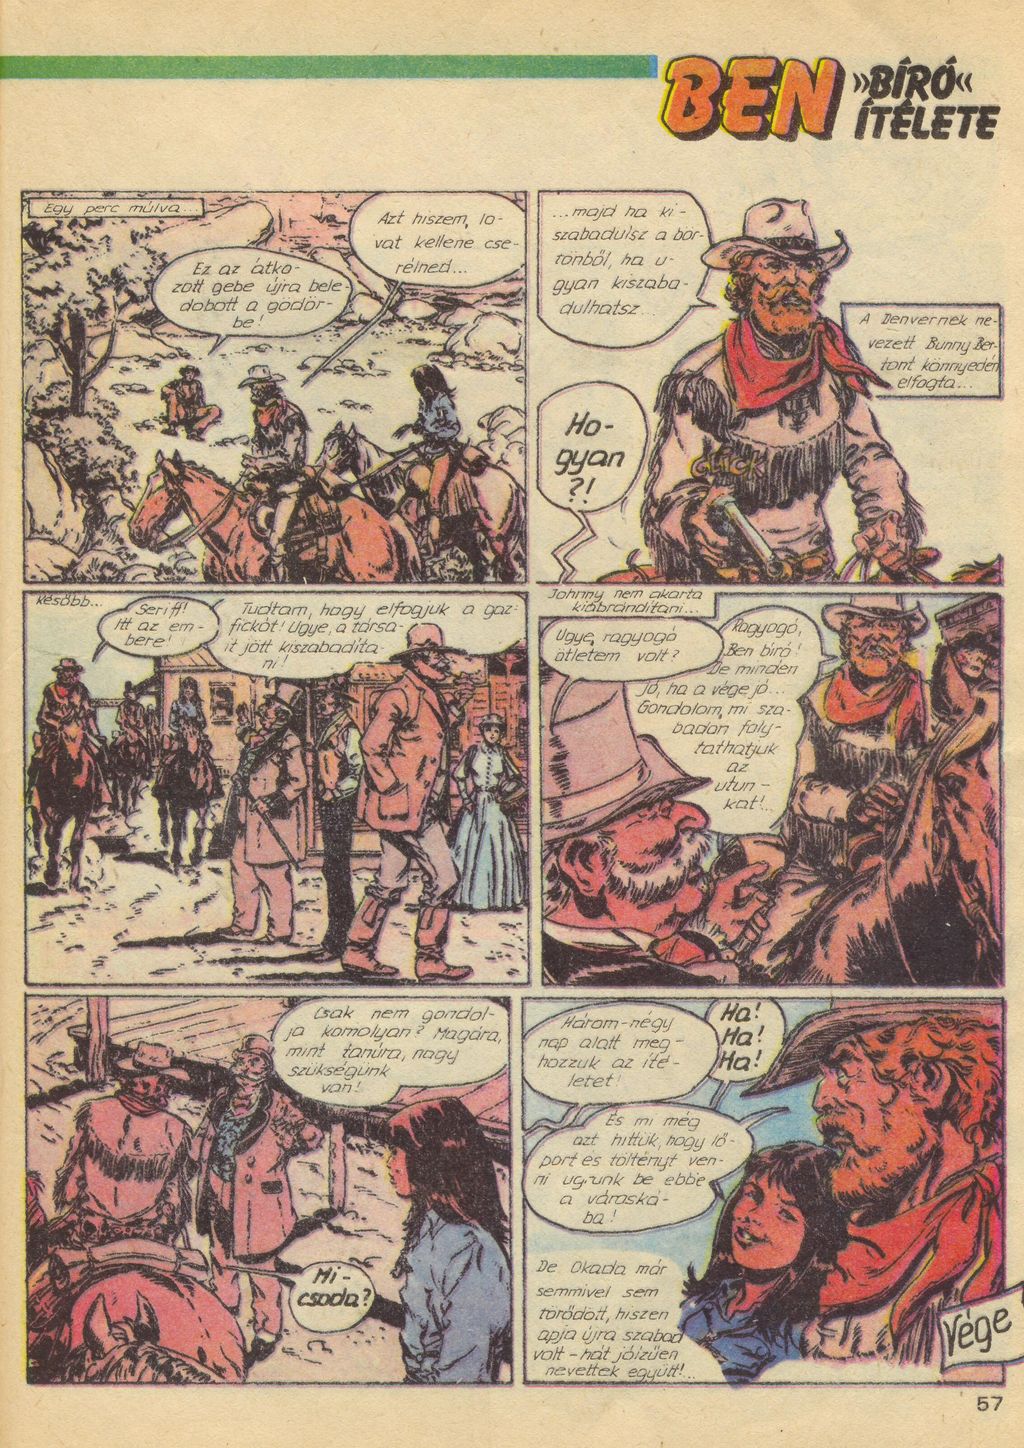 BEN
»BÍRÓ«
ÍTÉLETE
Egy perc múlva...
Azt hiszem, lo-
vat kellene cse-
rélned...
Ez az átko-
zott gebe újra bele-
dobott a gödör-
be!
...majd ha ki-
szabadulsz a bör-
tönből, ha u-
gyan kiszaba-
dulhatsz...
A Denvernek ne-
vezett Bunny Ber-
tont könnyedén
elfogta...
Ho-
gyan
?!
CLICK
Később...
Seriff!
Itt az em-
bere!
Tudtam, hogy elfogjuk a gaz-
fickót! Ugye, a társa-
it jött kiszabadíta-
ni!
Johnny nem akarta
kiábrándítani...
Ugye, ragyogó
ötletem volt?
Ragyogó,
Ben bíró!
De minden
jó, ha a vége jó...
Gondolom, mi sza-
badon foly-
tathatjuk
az
utun-
kat!...
Csak nem gondol-
ja komolyan? Magára,
mint tanúra, nagy
szükségünk
van!
Mi-
csoda?
Három-négy
nap alatt meg-
hozzuk az íté-
letet!
Ha!
Ha!
Ha!
És mi még
azt hittük, hogy lő-
port és töltényt ven-
ni ugrunk be ebbe
a városká-
ba!
De Okada már
semmivel sem
törődött, hiszen
apja újra szabad
volt - hát jóízűen
nevettek együtt!...
Vége
57